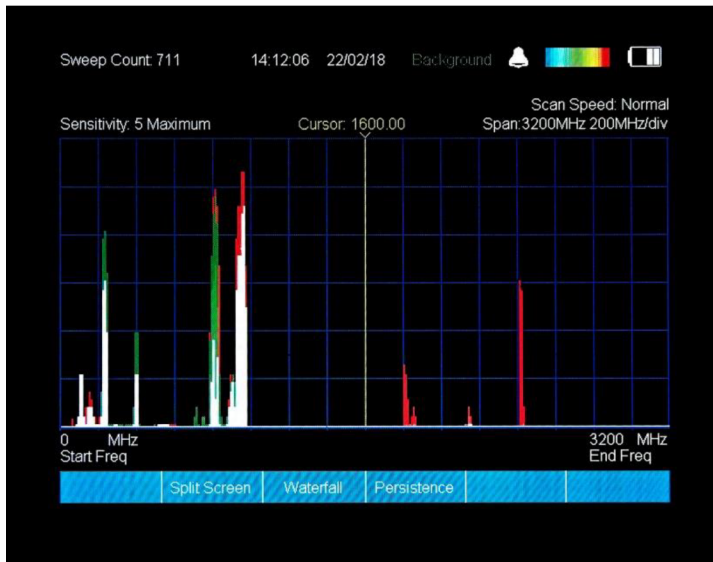 Sweep Count: 711 14:12:06 22/02/18 Background
Scan Speed: Normal
Sensitivity: 5 Maximum Cursor: 1600.00 Span:3200MHz 200MHz/div
0 MHz 3200 MHz
Start Freq End Freq
Split Screen Waterfall Persistence